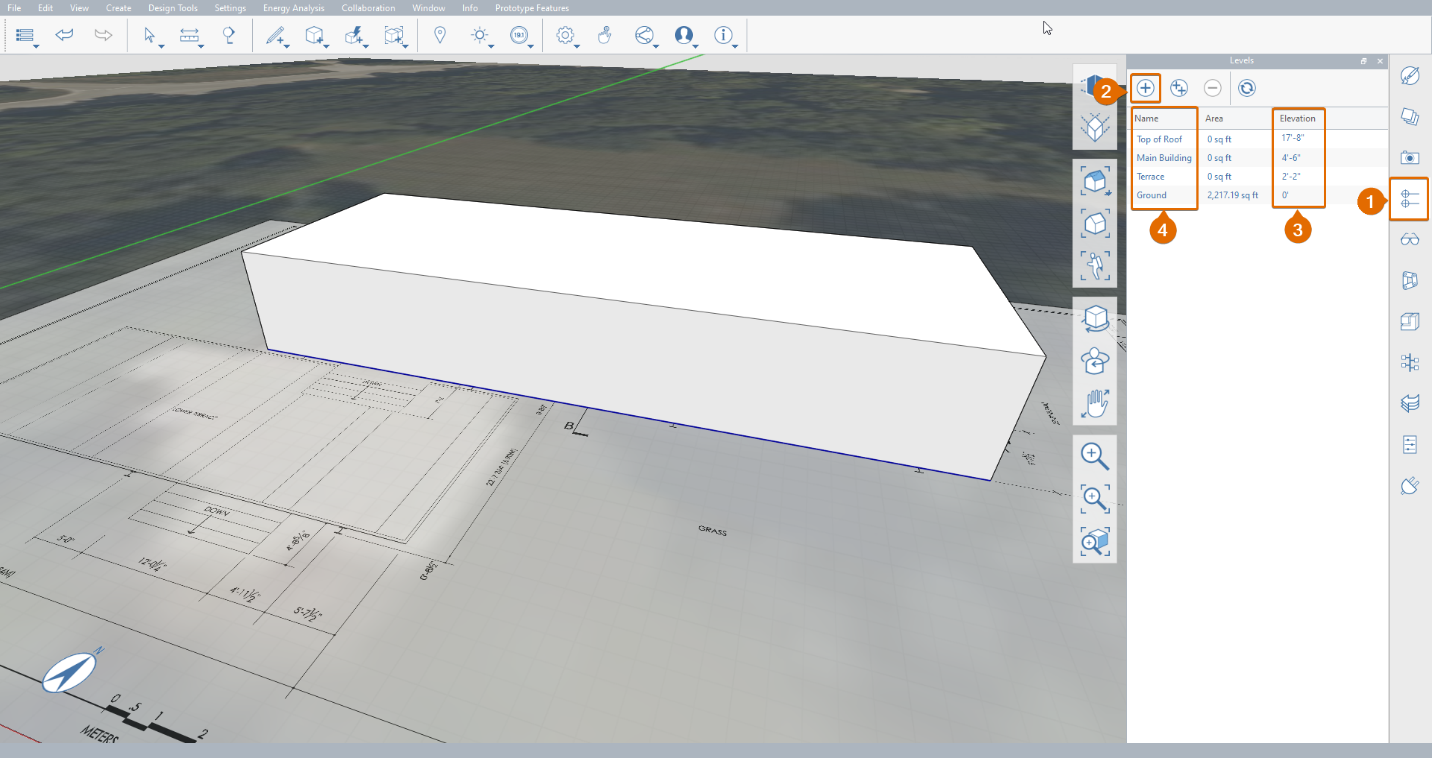 File Edit View Create Design Tools Settings Energy Analysis Collaboration Window Info Prototype Features
Levels
2
Name Area Elevation
Top of Roof 0 sq ft 17'-8"
Main Building 0 sq ft 4'-6"
Terrace 0 sq ft 2'-2"
Ground 2,217.19 sq ft 0'
1
4
3
B
GRASS
DOWN
5'-0"
12'-0¼"
4'-11½"
5'-7½"
N
0 .5 1 2
METERS